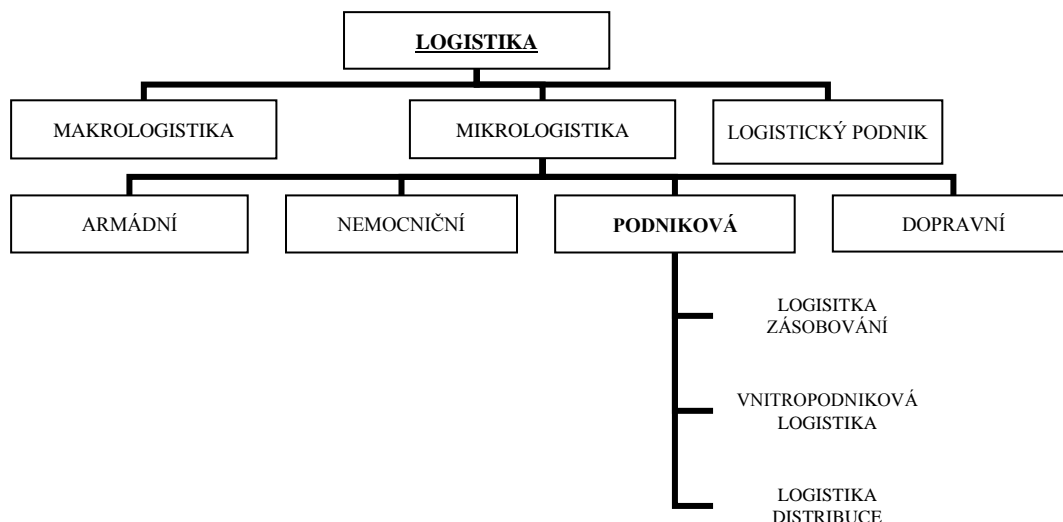 LOGISTIKA
MAKROLOGISTIKA
MIKROLOGISTIKA
LOGISTICKÝ PODNIK
ARMÁDNÍ
NEMOCNIČNÍ
PODNIKOVÁ
DOPRAVNÍ
LOGISITKA
ZÁSOBOVÁNÍ
VNITROPODNIKOVÁ
LOGISTIKA
LOGISTIKA
DISTRIBUCE